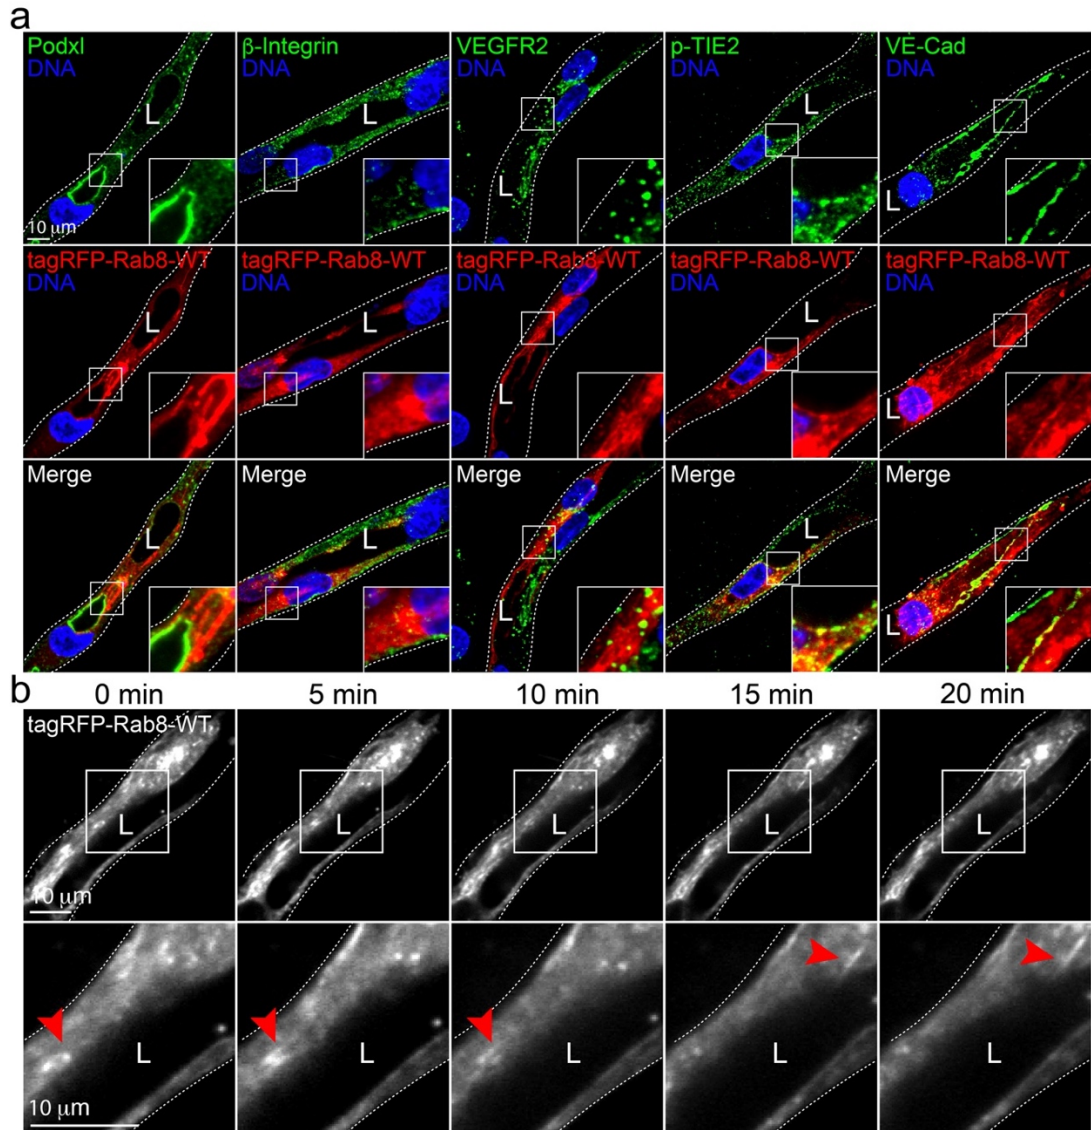 a
Podxl
DNA
L
10 μm
β-Integrin
DNA
L
VEGFR2
DNA
L
p-TIE2
DNA
L
VE-Cad
DNA
L
tagRFP-Rab8-WT
DNA
L
tagRFP-Rab8-WT
DNA
L
tagRFP-Rab8-WT
DNA
L
tagRFP-Rab8-WT
DNA
L
tagRFP-Rab8-WT
DNA
L
Merge
L
Merge
L
Merge
L
Merge
L
Merge
L
b
0 min
5 min
10 min
15 min
20 min
tagRFP-Rab8-WT
L
10 μm
L
L
L
L
L
10 μm
L
L
L
L